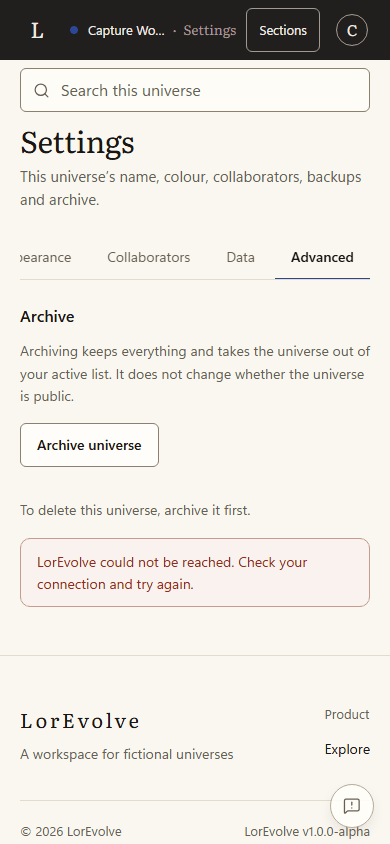 L
Capture Wo... · Settings
Sections
C
Search this universe
Settings
This universe’s name, colour, collaborators, backups
and archive.
pearance
Collaborators
Data
Advanced
Archive
Archiving keeps everything and takes the universe out of
your active list. It does not change whether the universe
is public.
Archive universe
To delete this universe, archive it first.
LorEvolve could not be reached. Check your
connection and try again.
LorEvolve
A workspace for fictional universes
Product
Explore
© 2026 LorEvolve
LorEvolve v1.0.0-alpha